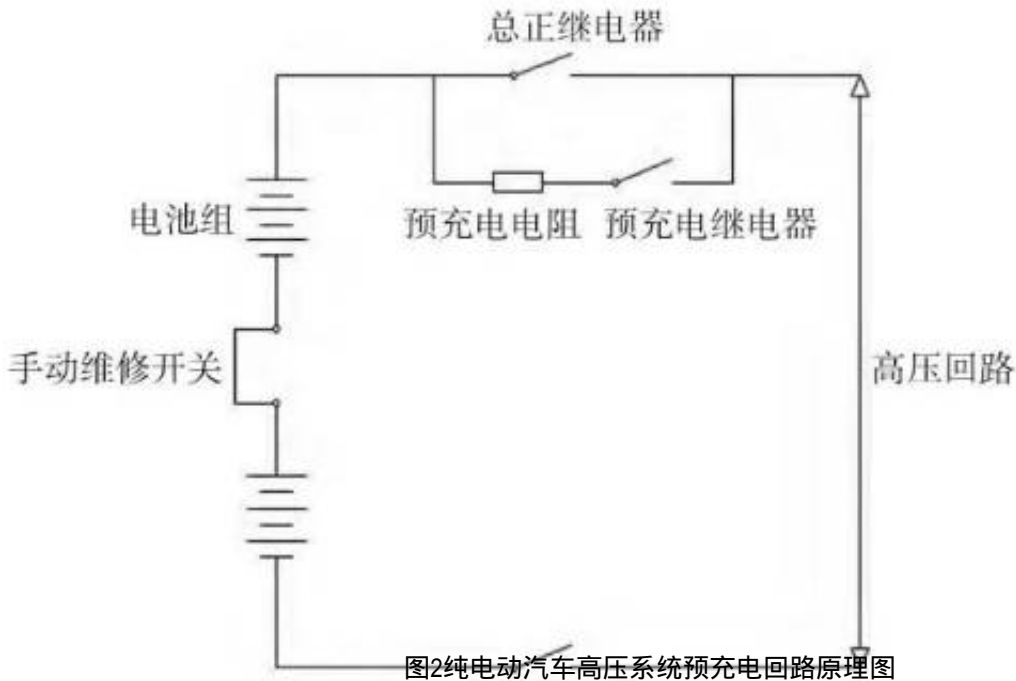 总正继电器
电池组
预充电电阻 预充电继电器
手动维修开关
高压回路
图2纯电动汽车高压系统预充电回路原理图